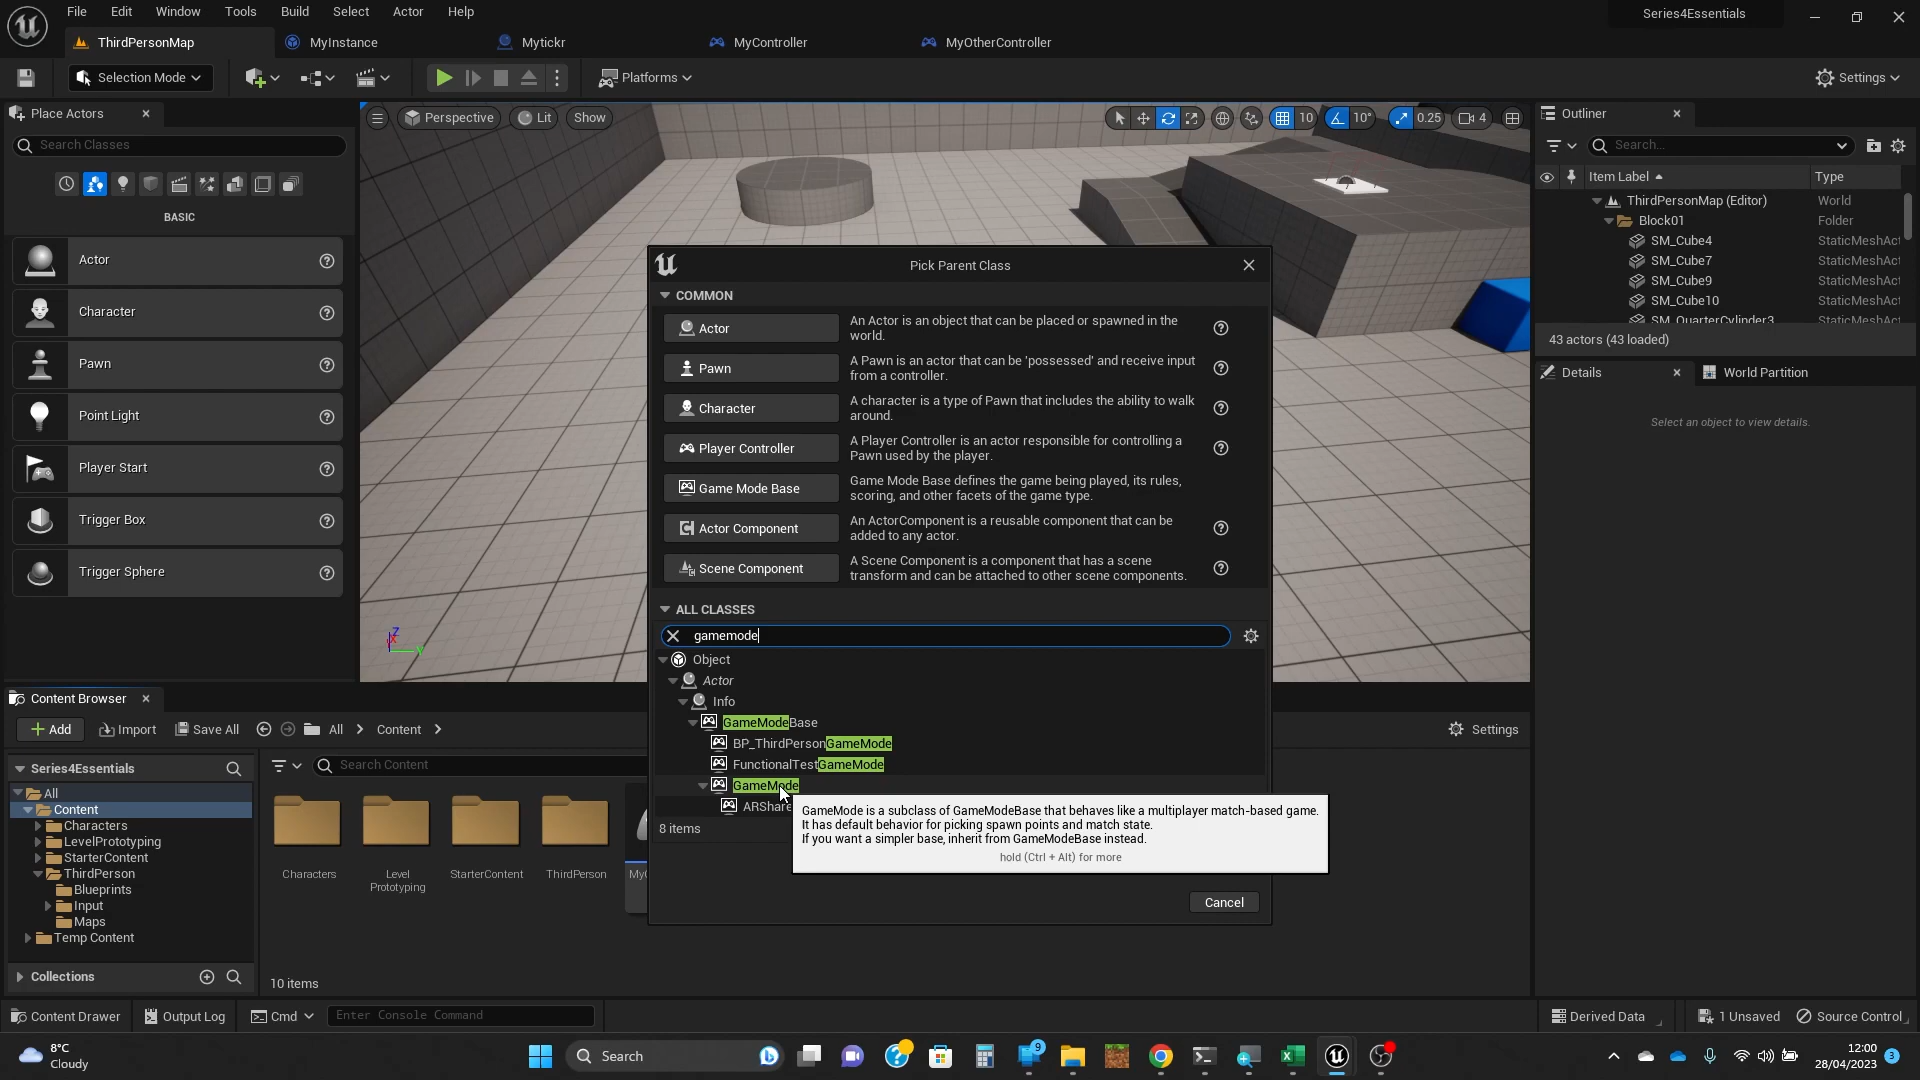 File Edit Window Tools Build Select Actor Help
Series4Essentials
ThirdPersonMap
MyInstance
Mytickr
MyController
MyOtherController
Selection Mode
Platforms
Settings
Place Actors
Search Classes
BASIC
Actor
Character
Pawn
Point Light
Player Start
Trigger Box
Trigger Sphere
Perspective
Lit
Show
10
10°
0.25
4
Z
X
Y
Outliner
Search...
Item Label
Type
ThirdPersonMap (Editor) World
Block01 Folder
SM_Cube4 StaticMeshAct
SM_Cube7 StaticMeshAct
SM_Cube9 StaticMeshAct
SM_Cube10 StaticMeshAct
SM_QuarterCylinder3
43 actors (43 loaded)
Details
World Partition
Select an object to view details.
Pick Parent Class
COMMON
Actor
An Actor is an object that can be placed or spawned in the
world.
Pawn
A Pawn is an actor that can be 'possessed' and receive input
from a controller.
Character
A character is a type of Pawn that includes the ability to walk
around.
Player Controller
A Player Controller is an actor responsible for controlling a
Pawn used by the player.
Game Mode Base
Game Mode Base defines the game being played, its rules,
scoring, and other facets of the game type.
Actor Component
An ActorComponent is a reusable component that can be
added to any actor.
Scene Component
A Scene Component is a component that has a scene
transform and can be attached to other scene components.
ALL CLASSES
gamemode
Object
Actor
Info
GameModeBase
BP_ThirdPersonGameMode
FunctionalTestGameMode
GameMode
ARShare
8 items
GameMode is a subclass of GameModeBase that behaves like a multiplayer match-based game.
It has default behavior for picking spawn points and match state.
If you want a simpler base, inherit from GameModeBase instead.
hold (Ctrl + Alt) for more
Cancel
Content Browser
Add
Import
Save All
All
Content
Settings
Series4Essentials
All
Content
Characters
LevelPrototyping
StarterContent
ThirdPerson
Blueprints
Input
Maps
Temp Content
Collections
Search Content
Characters
Level
Prototyping
StarterContent
ThirdPerson
10 items
Content Drawer
Output Log
Cmd
Enter Console Command
Derived Data
1 Unsaved
Source Control
8°C
Cloudy
Search
9
12:00
28/04/2023
3